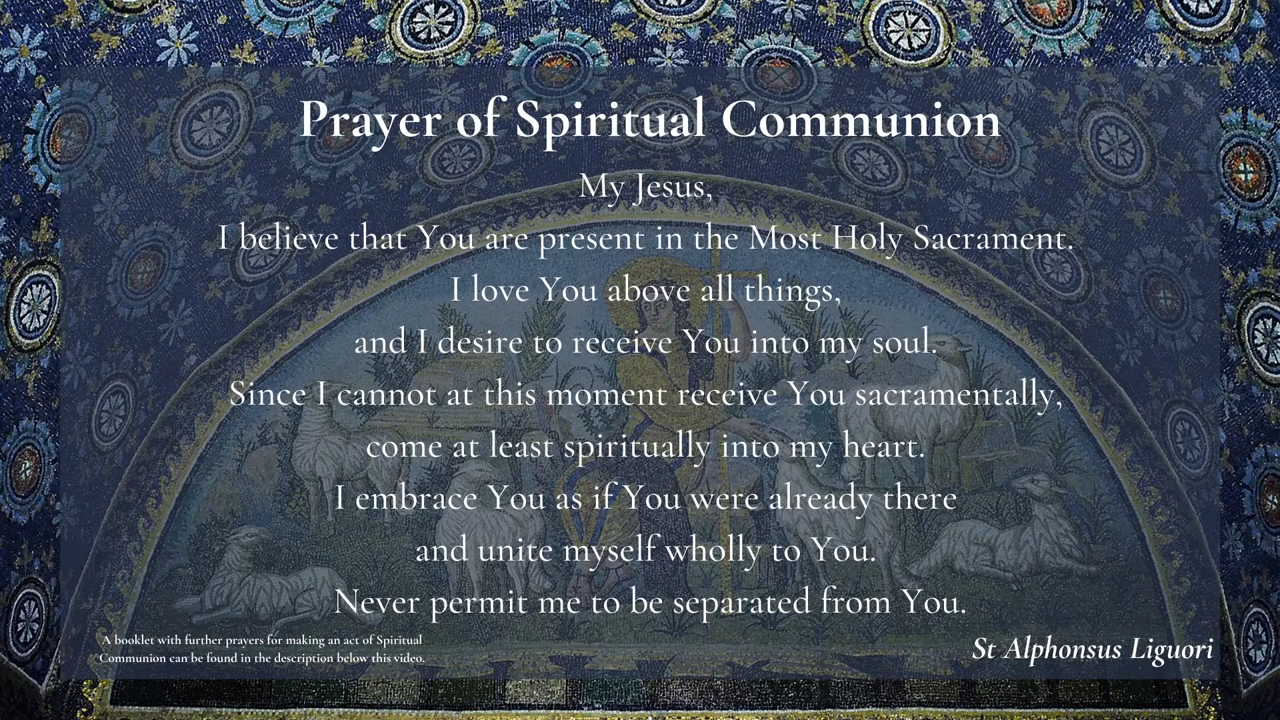 Prayer of Spiritual Communion
My Jesus,
I believe that You are present in the Most Holy Sacrament.
I love You above all things,
and I desire to receive You into my soul.
Since I cannot at this moment receive You sacramentally,
come at least spiritually into my heart.
I embrace You as if You were already there
and unite myself wholly to You.
Never permit me to be separated from You.
A booklet with further prayers for making an act of Spiritual
Communion can be found in the description below this video.
St Alphonsus Liguori